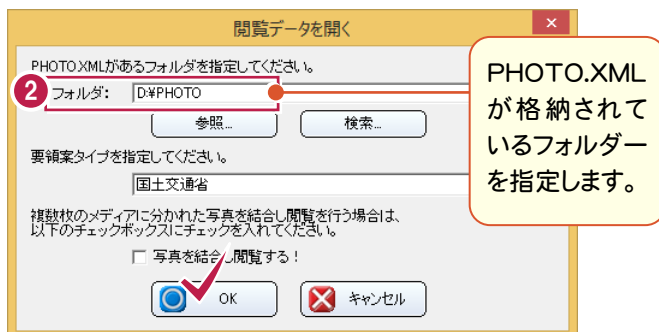 閲覧データを開く
×
PHOTO.XMLがあるフォルダを指定してください。
2
フォルダ:
D:¥PHOTO
参照...
検索...
要領案タイプを指定してください。
国土交通省
複数枚のメディアに分かれた写真を結合し閲覧を行う場合は、
以下のチェックボックスにチェックを入れてください。
写真を結合し閲覧する!
OK
キャンセル
PHOTO.XML
が格納されて
いるフォルダー
を指定します。